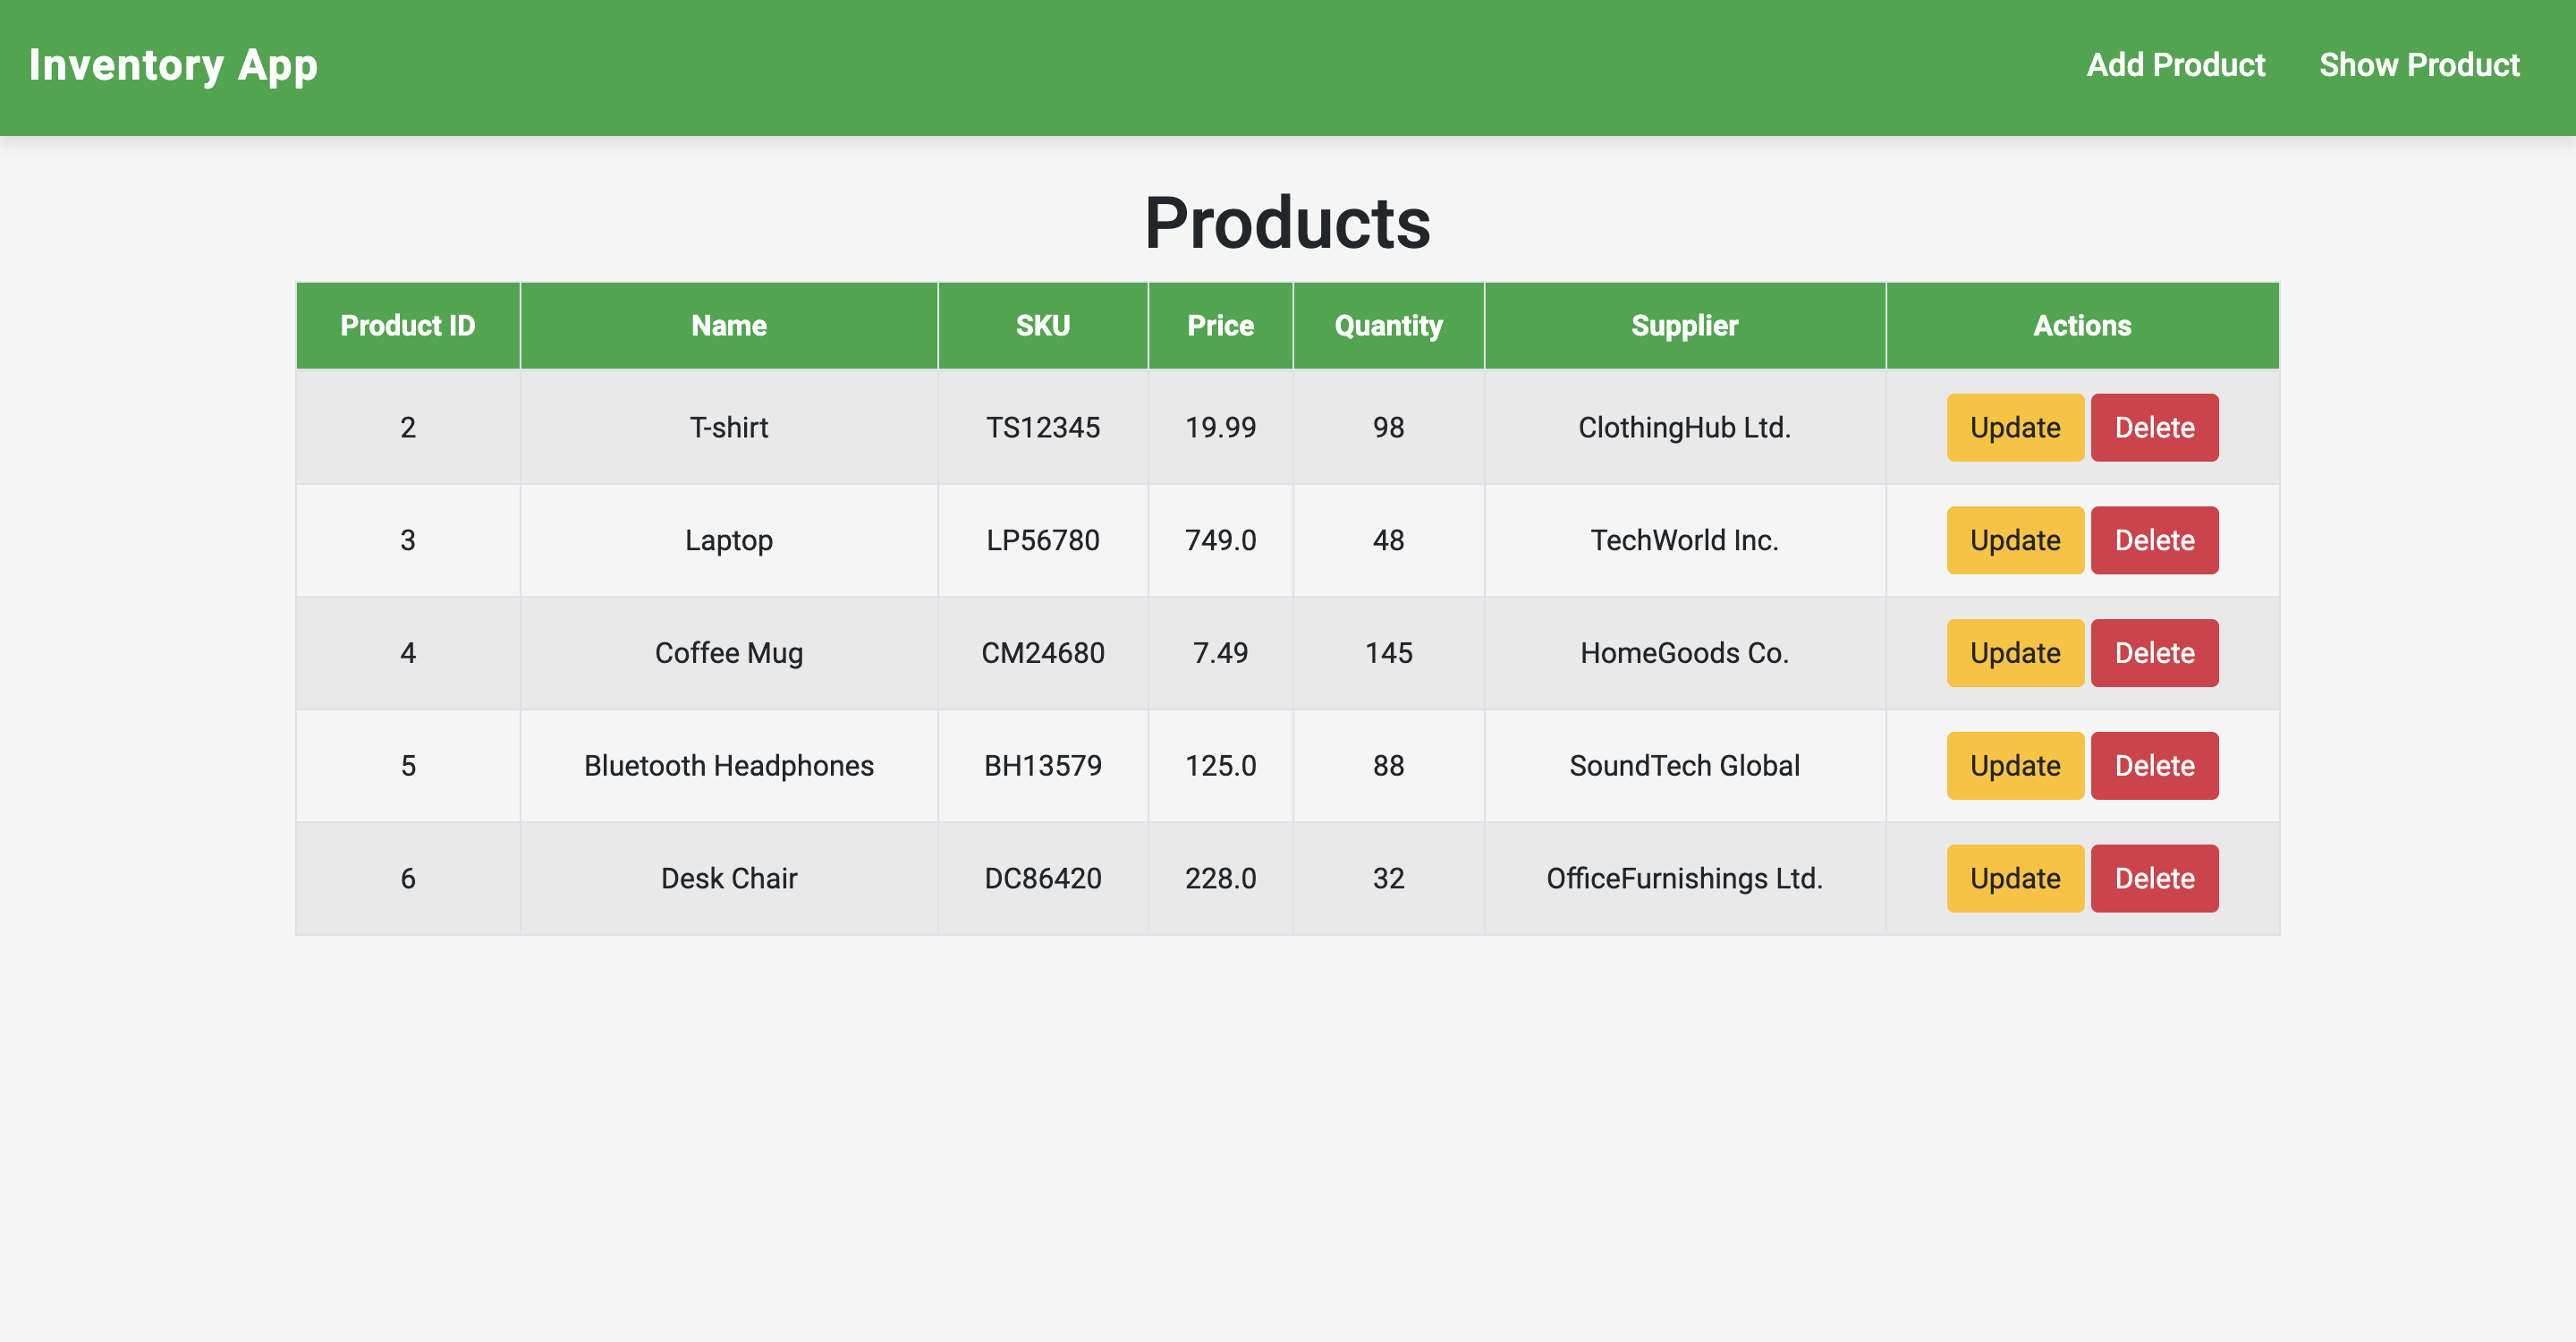 Inventory App Add Product Show Product
Products
Product ID Name SKU Price Quantity Supplier Actions
2 T-shirt TS12345 19.99 98 ClothingHub Ltd. Update Delete
3 Laptop LP56780 749.0 48 TechWorld Inc. Update Delete
4 Coffee Mug CM24680 7.49 145 HomeGoods Co. Update Delete
5 Bluetooth Headphones BH13579 125.0 88 SoundTech Global Update Delete
6 Desk Chair DC86420 228.0 32 OfficeFurnishings Ltd. Update Delete